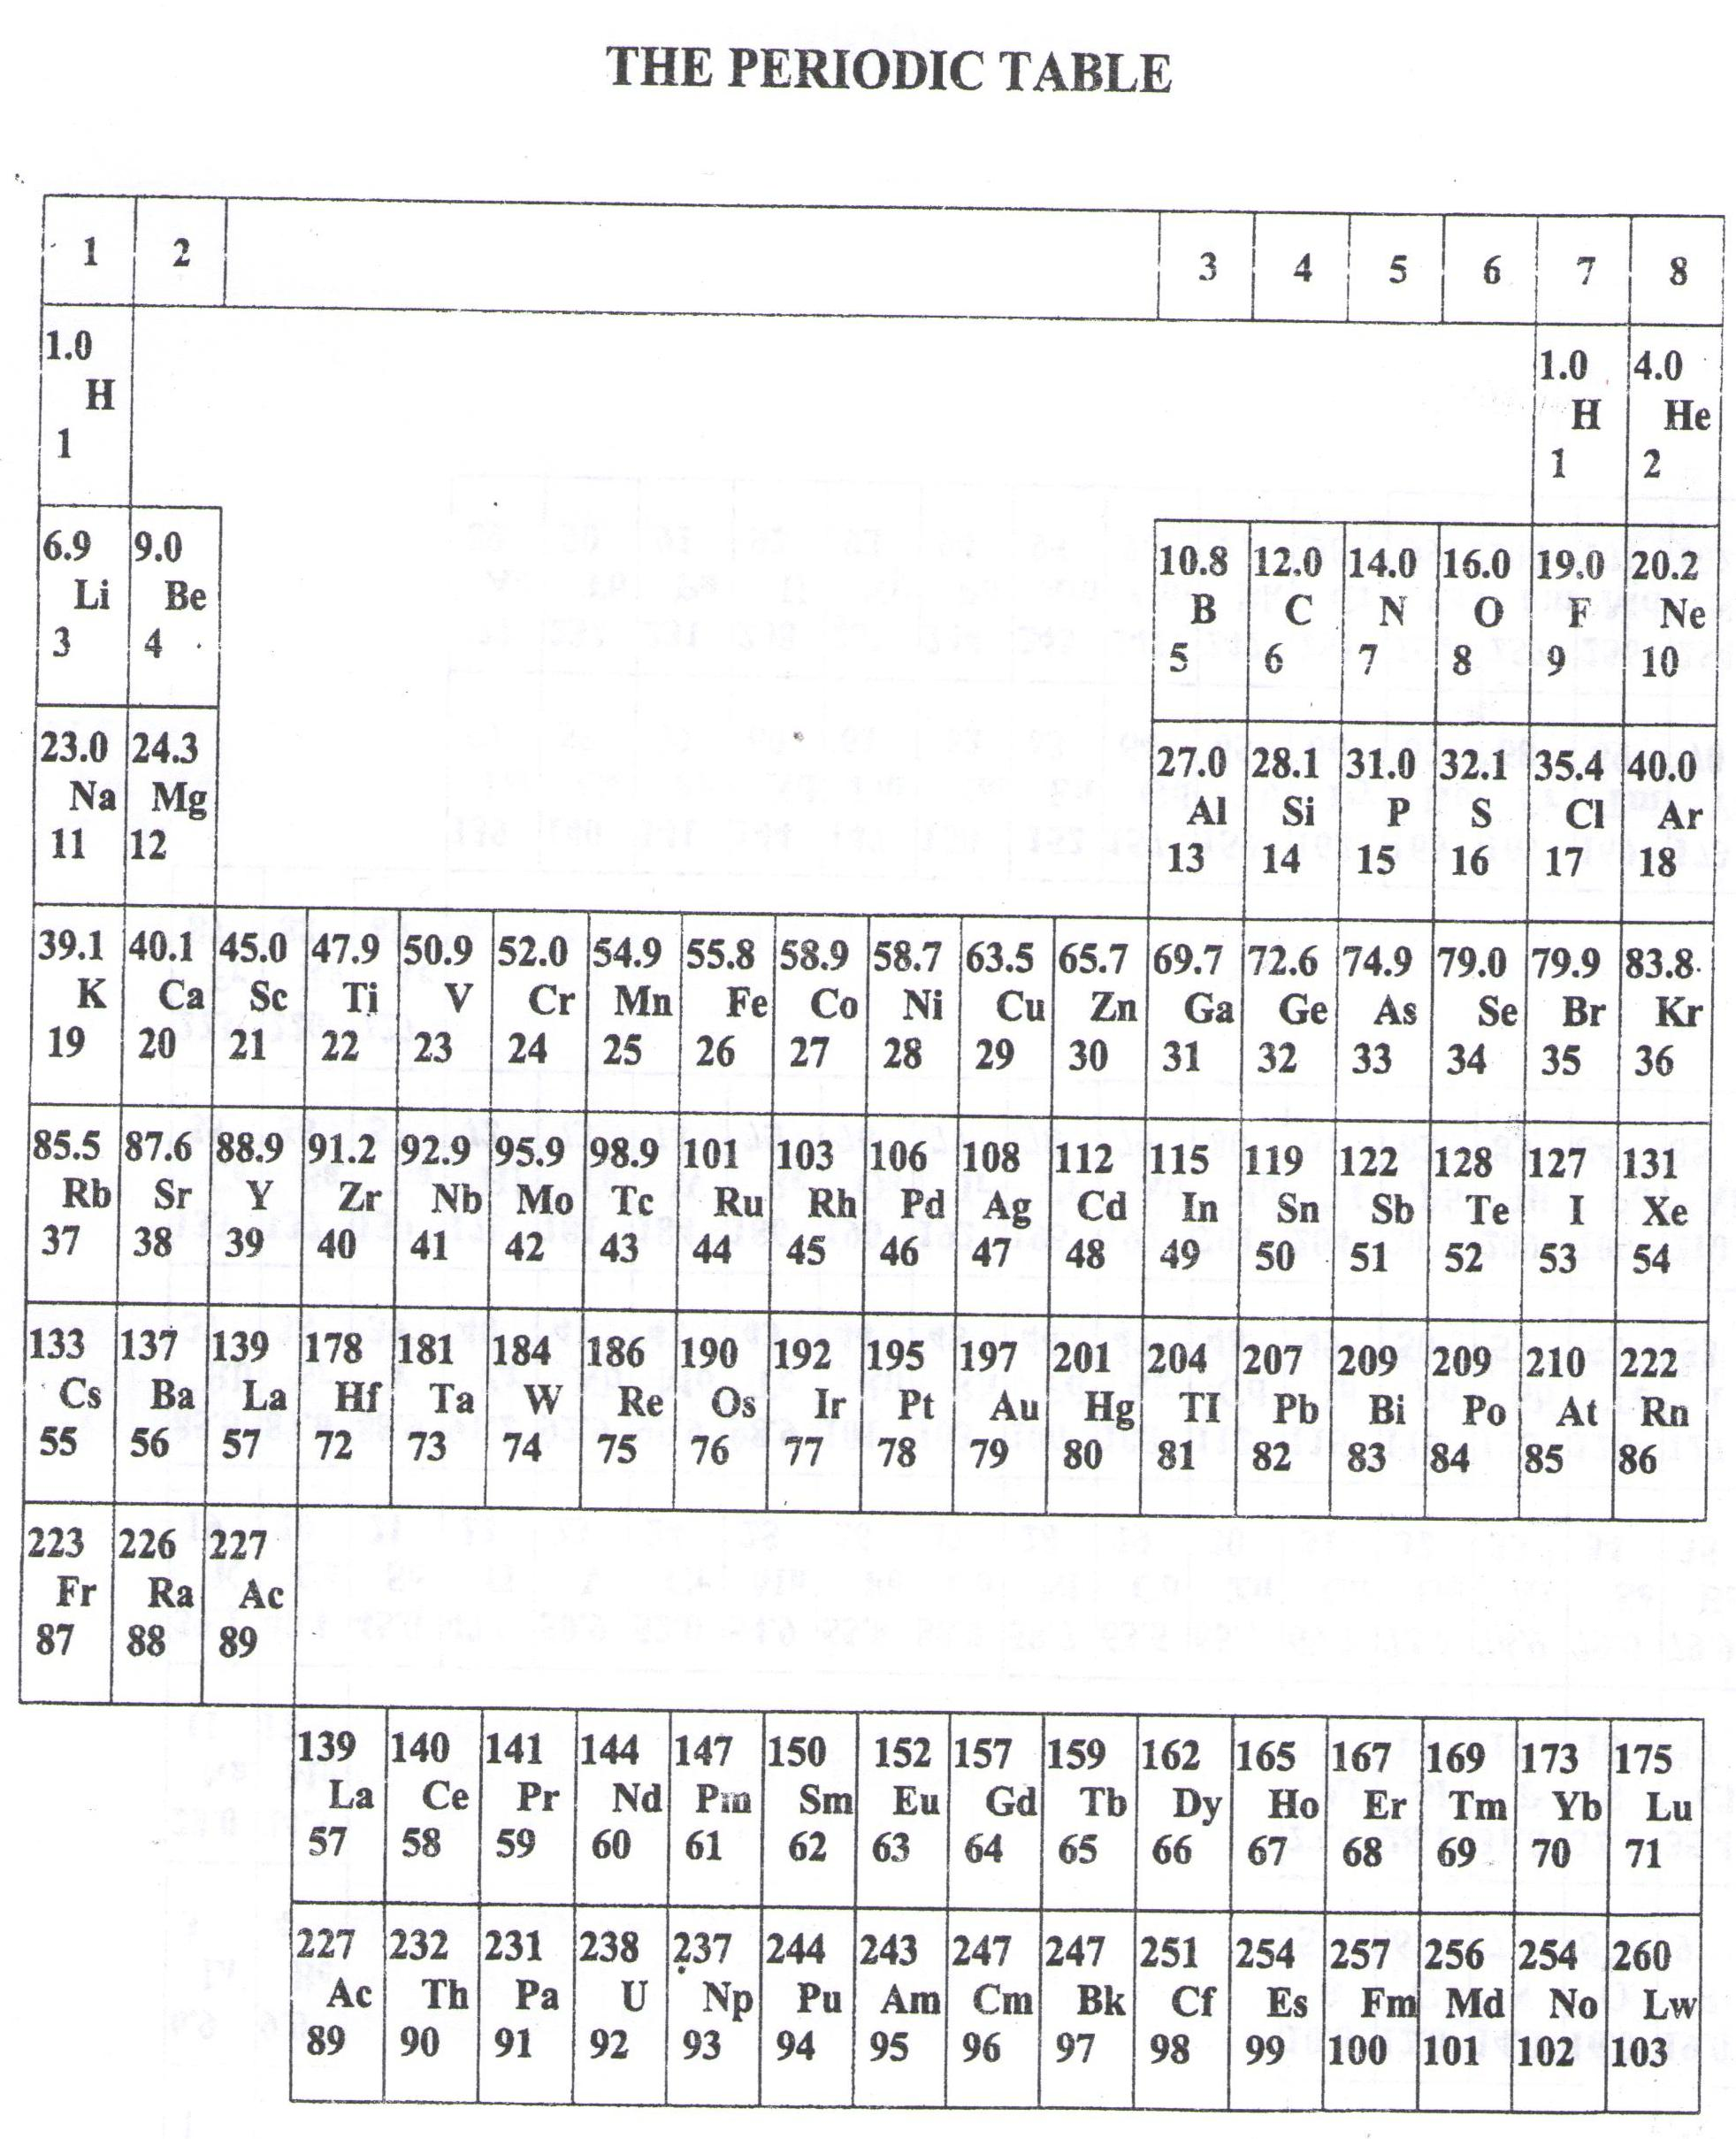 THE PERIODIC TABLE
1 2 3 4 5 6 7 8
1.0 1.0 4.0
H H He
1 1 2
6.9 9.0 10.8 12.0 14.0 16.0 19.0 20.2
Li Be B C N O F Ne
3 4 5 6 7 8 9 10
23.0 24.3 27.0 28.1 31.0 32.1 35.4 40.0
Na Mg Al Si P S Cl Ar
11 12 13 14 15 16 17 18
39.1 40.1 45.0 47.9 50.9 52.0 54.9 55.8 58.9 58.7 63.5 65.7 69.7 72.6 74.9 79.0 79.9 83.8
K Ca Sc Ti V Cr Mn Fe Co Ni Cu Zn Ga Ge As Se Br Kr
19 20 21 22 23 24 25 26 27 28 29 30 31 32 33 34 35 36
85.5 87.6 88.9 91.2 92.9 95.9 98.9 101 103 106 108 112 115 119 122 128 127 131
Rb Sr Y Zr Nb Mo Tc Ru Rh Pd Ag Cd In Sn Sb Te I Xe
37 38 39 40 41 42 43 44 45 46 47 48 49 50 51 52 53 54
133 137 139 178 181 184 186 190 192 195 197 201 204 207 209 209 210 222
Cs Ba La Hf Ta W Re Os Ir Pt Au Hg TI Pb Bi Po At Rn
55 56 57 72 73 74 75 76 77 78 79 80 81 82 83 84 85 86
223 226 227
Fr Ra Ac
87 88 89
139 140 141 144 147 150 152 157 159 162 165 167 169 173 175
La Ce Pr Nd Pm Sm Eu Gd Tb Dy Ho Er Tm Yb Lu
57 58 59 60 61 62 63 64 65 66 67 68 69 70 71
227 232 231 238 237 244 243 247 247 251 254 257 256 254 260
Ac Th Pa U Np Pu Am Cm Bk Cf Es Fm Md No Lw
89 90 91 92 93 94 95 96 97 98 99 100 101 102 103